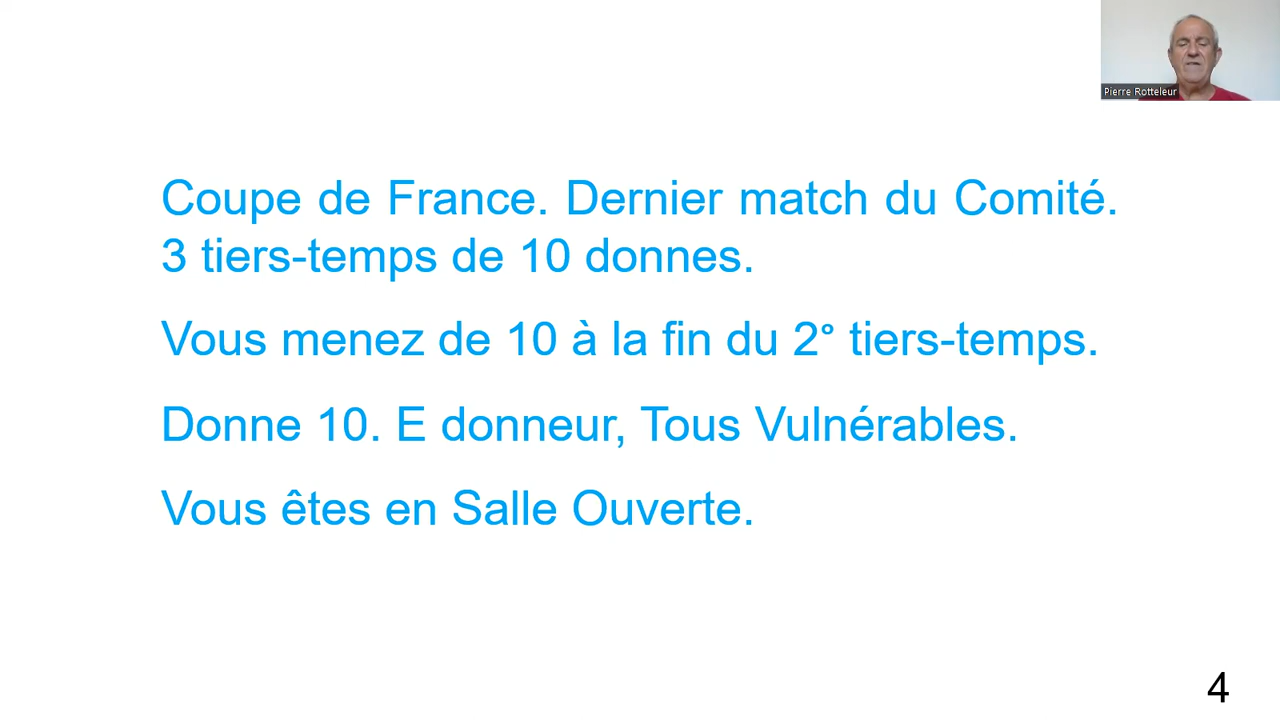 Pierre Rotteleur
Coupe de France. Dernier match du Comité.
3 tiers-temps de 10 donnes.
Vous menez de 10 à la fin du 2° tiers-temps.
Donne 10. E donneur, Tous Vulnérables.
Vous êtes en Salle Ouverte.
4